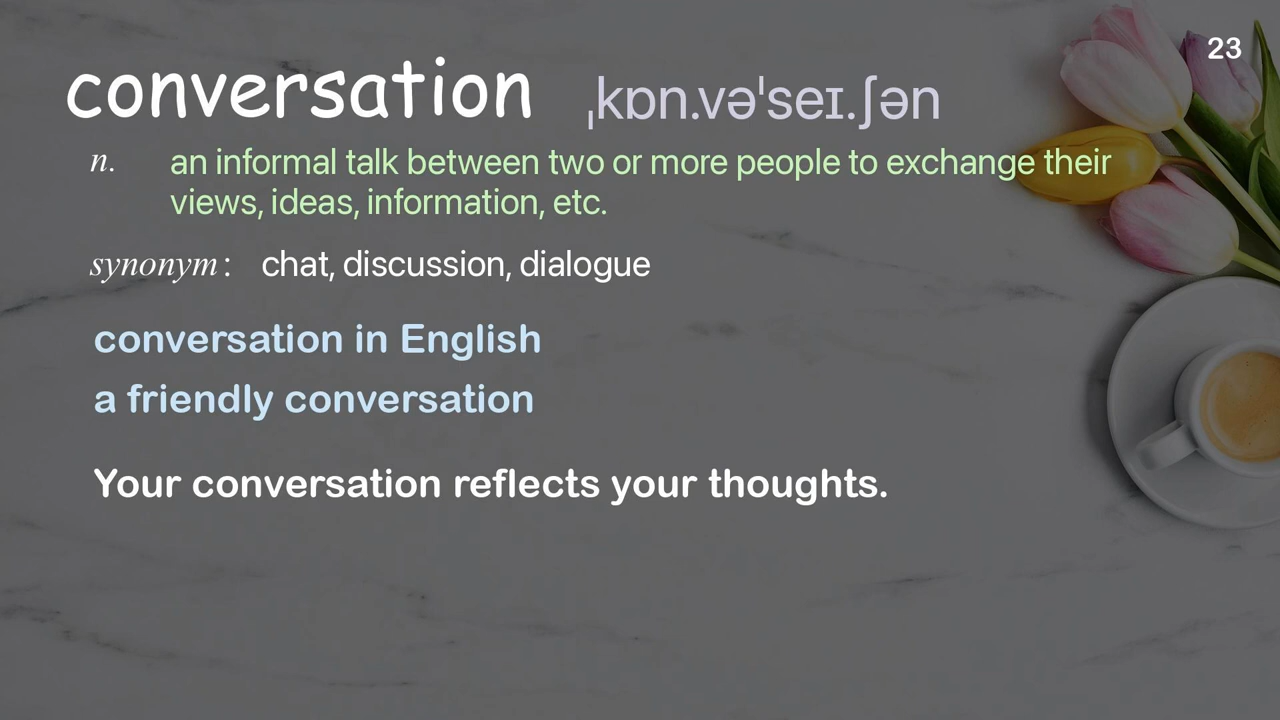 23
conversation ˌkɒn.vəˈseɪ.ʃən
n. an informal talk between two or more people to exchange their
views, ideas, information, etc.
synonym: chat, discussion, dialogue
conversation in English
a friendly conversation
Your conversation reflects your thoughts.